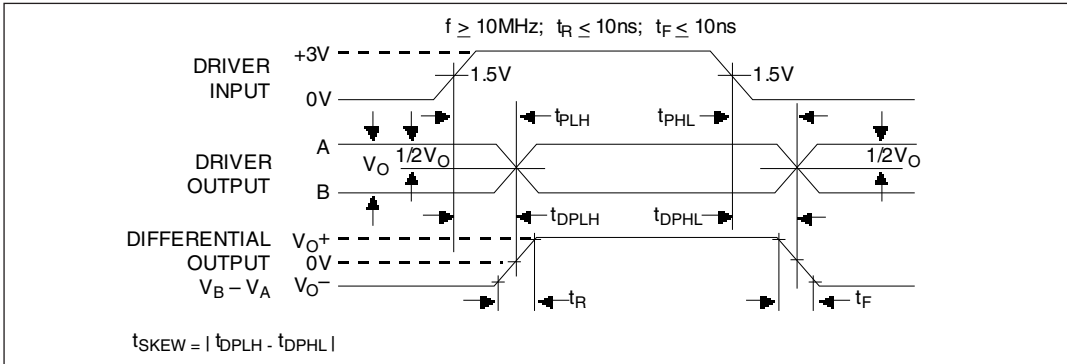 f ≥ 10MHz; tR ≤ 10ns; tF ≤ 10ns
DRIVER INPUT
+3V
0V
1.5V
1.5V
tPLH
tPHL
DRIVER OUTPUT
A
B
VO
1/2VO
1/2VO
tDPLH
tDPHL
DIFFERENTIAL OUTPUT
VB – VA
VO+
0V
VO–
tR
tF
tSKEW = | tDPLH - tDPHL |